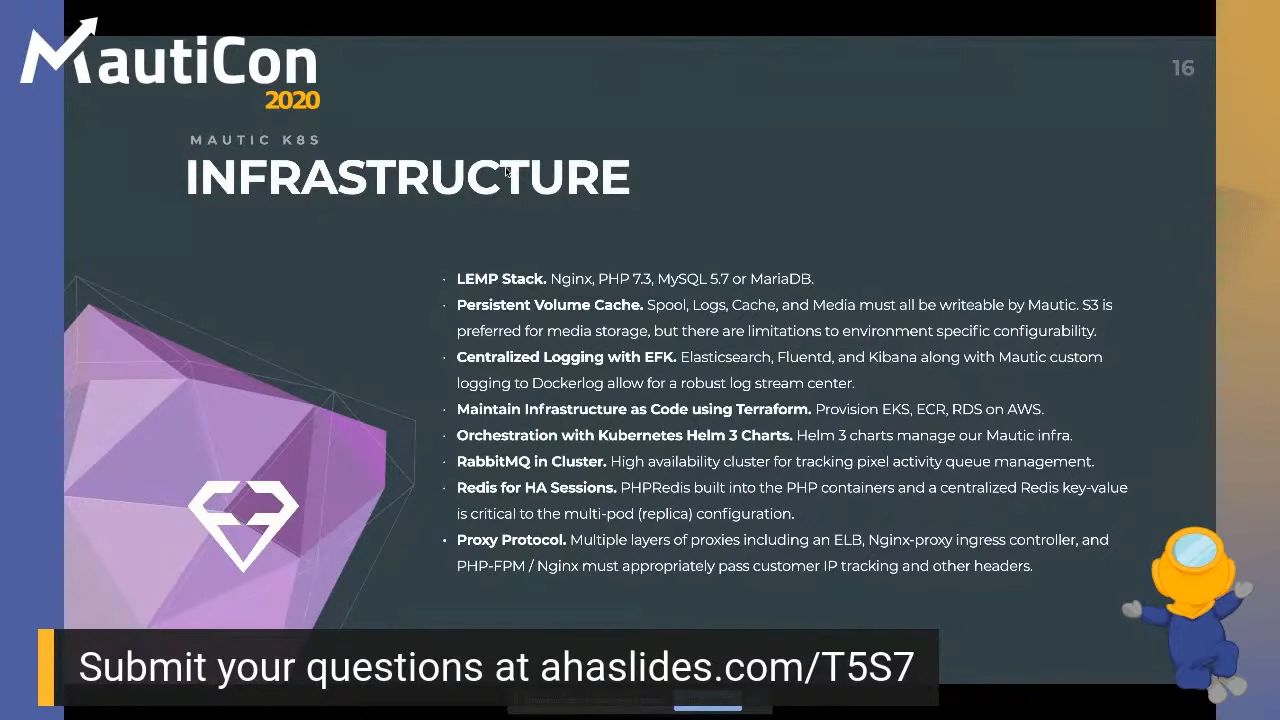 MautiCon
2020
16
MAUTIC K8S
INFRASTRUCTURE
· LEMP Stack. Nginx, PHP 7.3, MySQL 5.7 or MariaDB.
· Persistent Volume Cache. Spool, Logs, Cache, and Media must all be writeable by Mautic. S3 is
preferred for media storage, but there are limitations to environment specific configurability.
· Centralized Logging with EFK. Elasticsearch, Fluentd, and Kibana along with Mautic custom
logging to Dockerlog allow for a robust log stream center.
· Maintain Infrastructure as Code using Terraform. Provision EKS, ECR, RDS on AWS.
· Orchestration with Kubernetes Helm 3 Charts. Helm 3 charts manage our Mautic infra.
· RabbitMQ in Cluster. High availability cluster for tracking pixel activity queue management.
· Redis for HA Sessions. PHPRedis built into the PHP containers and a centralized Redis key-value
is critical to the multi-pod (replica) configuration.
· Proxy Protocol. Multiple layers of proxies including an ELB, Nginx-proxy ingress controller, and
PHP-FPM / Nginx must appropriately pass customer IP tracking and other headers.
Submit your questions at ahaslides.com/T5S7